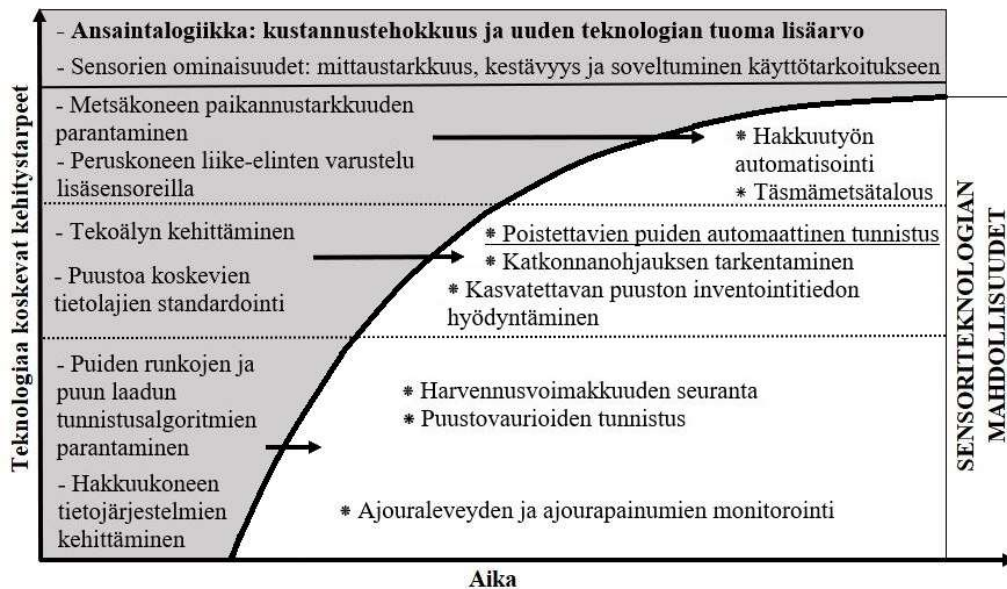 - Ansaintalogiikka: kustannustehokkuus ja uuden teknologian tuoma lisäarvo
- Sensorien ominaisuudet: mittaustarkkuus, kestävyys ja soveltuminen käyttötarkoitukseen
- Metsäkoneen paikannustarkkuuden
parantaminen
- Peruskoneen liike-elinten varustelu
lisäsensoreilla
* Hakkuutyön
automatisointi
* Täsmämetsätalous
- Tekoälyn kehittäminen
- Puustoa koskevien
tietolajien standardointi
* Poistettavien puiden automaattinen tunnistus
* Katkonnanohjauksen tarkentaminen
* Kasvatettavan puuston inventointitiedon
hyödyntäminen
- Puiden runkojen ja
puun laadun
tunnistusalgoritmien
parantaminen
- Hakkuukoneen
tietojärjestelmien
kehittäminen
* Harvennusvoimakkuuden seuranta
* Puustovaurioiden tunnistus
* Ajouraleveyden ja ajourapainumien monitorointi
Teknologiaa koskevat kehitystarpeet
SENSORITEKNOLOGIAN
MAHDOLLISUUDET
Aika